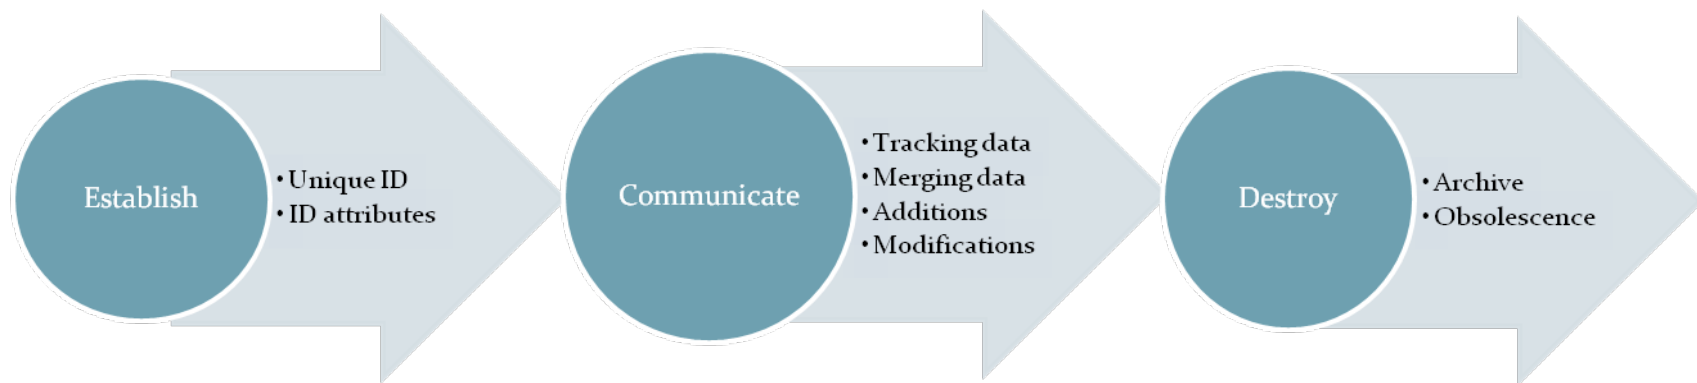 Establish
• Unique ID
• ID attributes
Communicate
• Tracking data
• Merging data
• Additions
• Modifications
Destroy
• Archive
• Obsolescence